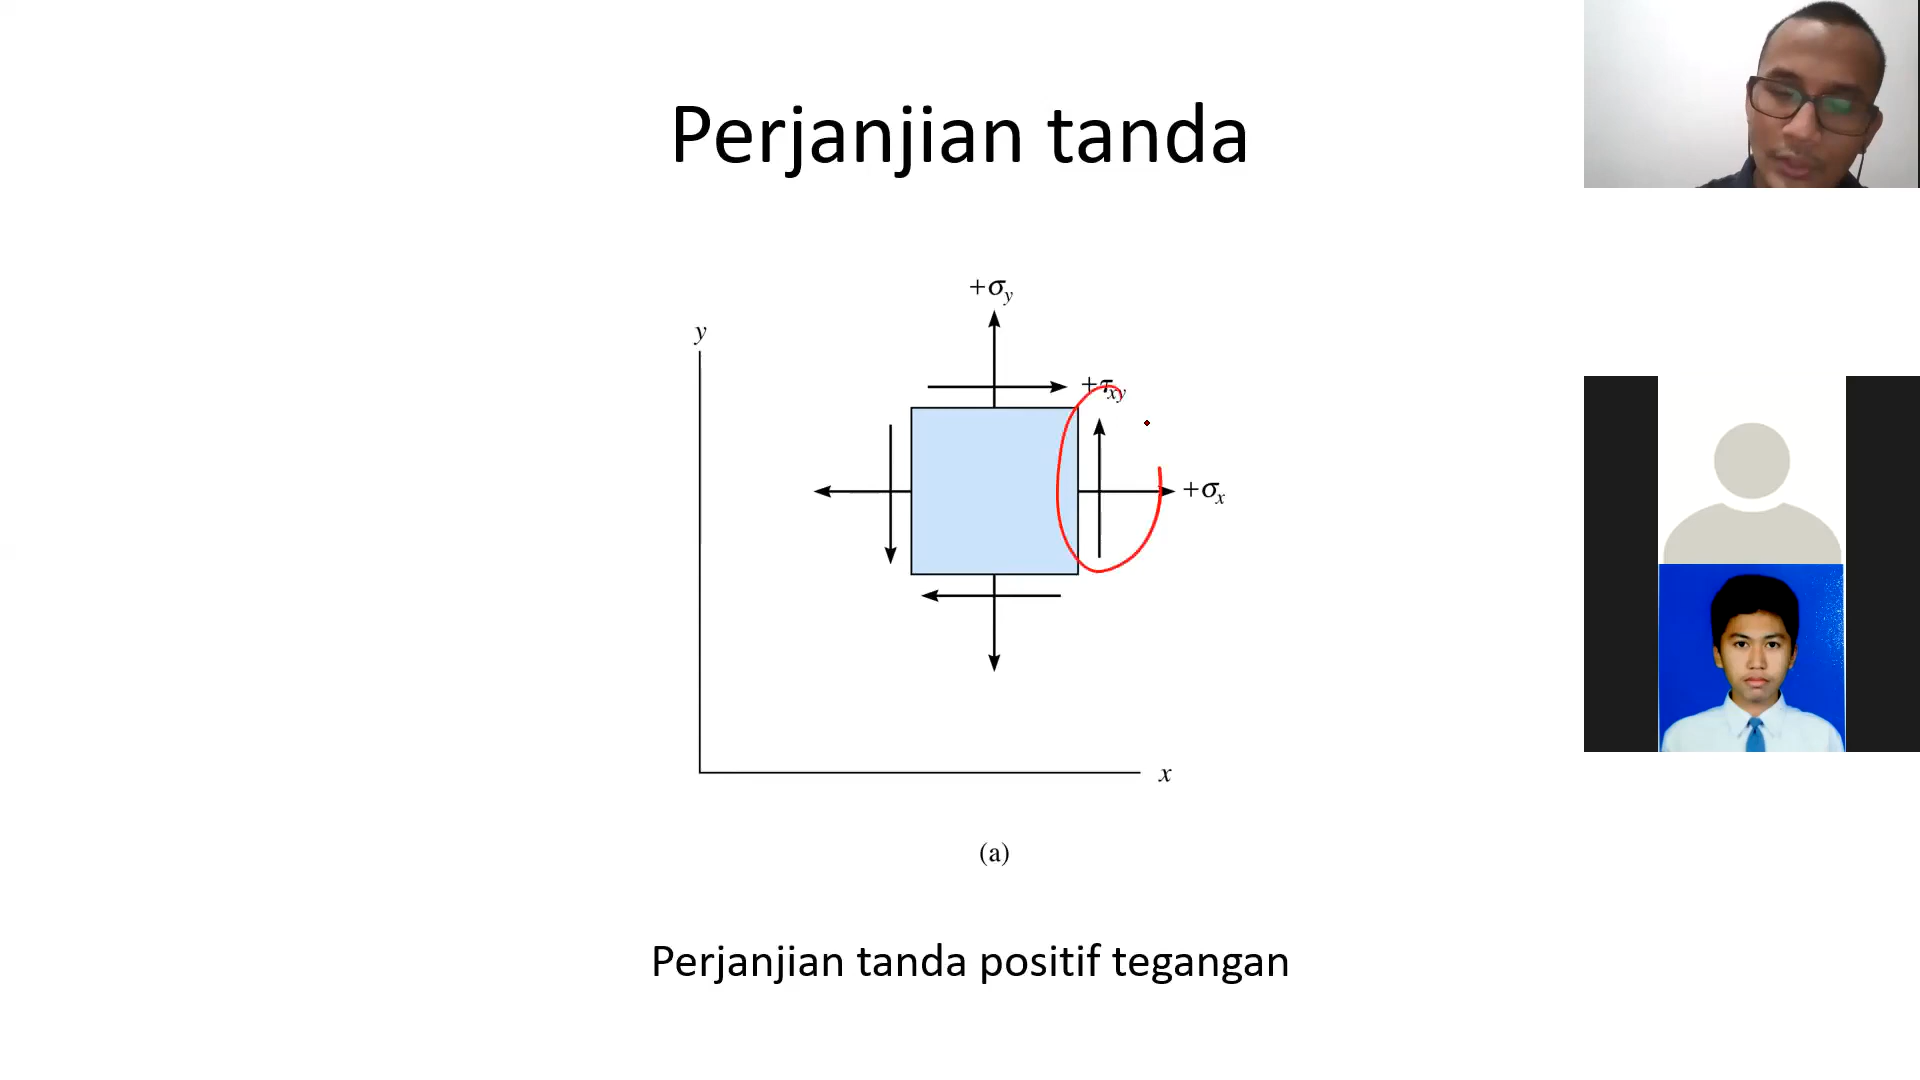 Perjanjian tanda
+σy
y
+τxy
+σx
x
(a)
Perjanjian tanda positif tegangan